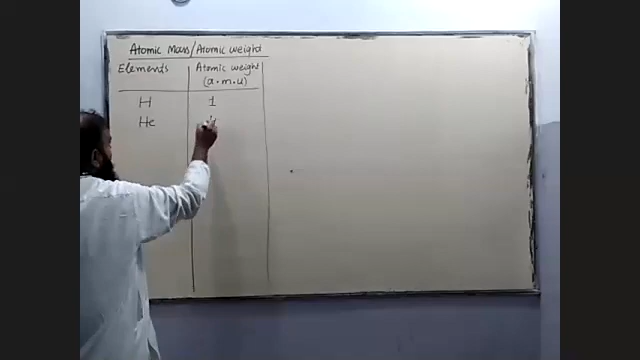 Atomic Mass/Atomic weight
Elements Atomic weight
(a.m.u)
H 1
He